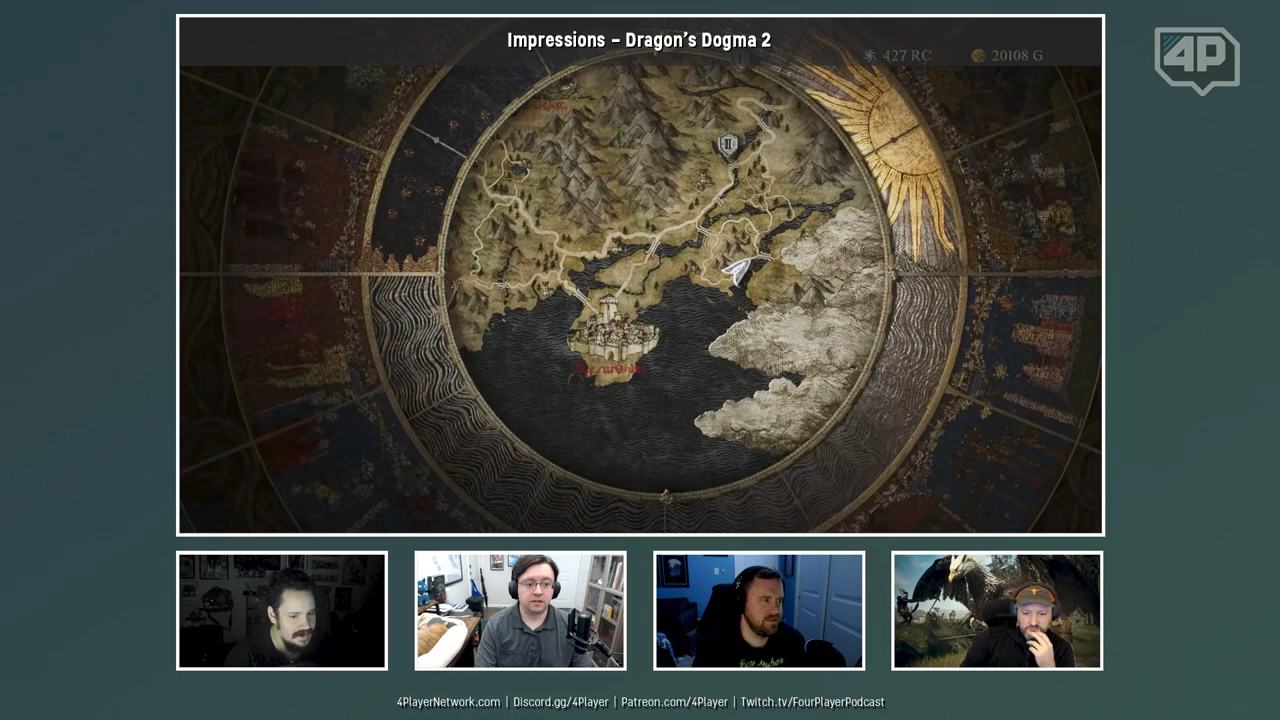 Impressions – Dragon's Dogma 2
4P
427 RC
20108 G
II
4PlayerNetwork.com | Discord.gg/4Player | Patreon.com/4Player | Twitch.tv/FourPlayerPodcast